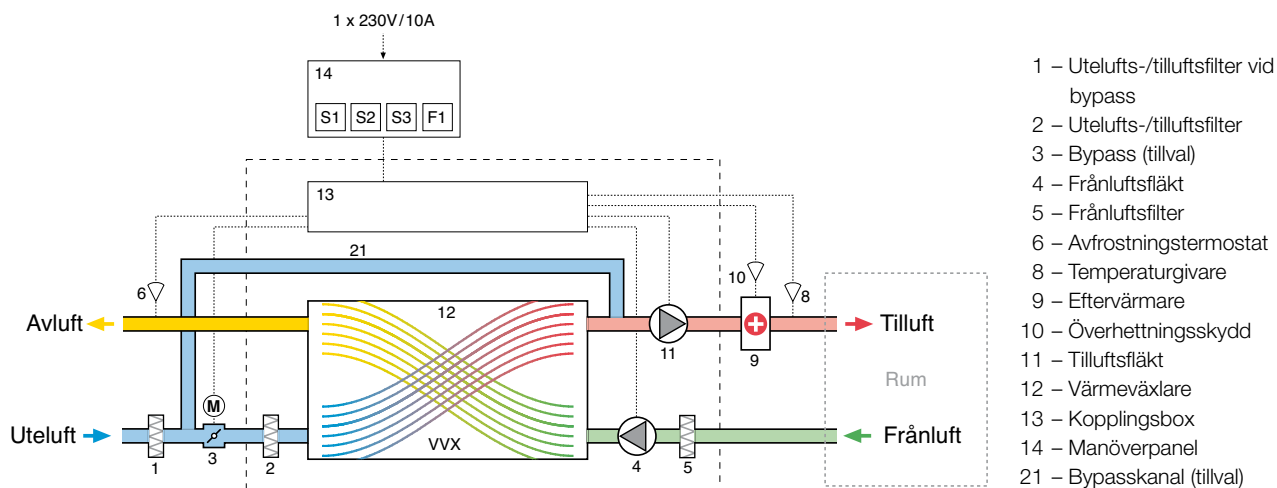 1 x 230V/10A
14
S1 S2 S3 F1
13
21
6
10
8
Avluft
12
11
9
Tilluft
Rum
M
Uteluft
1
3
2
VVX
4
5
Frånluft
1 – Utelufts-/tilluftsfilter vid
bypass
2 – Utelufts-/tilluftsfilter
3 – Bypass (tillval)
4 – Frånluftsfläkt
5 – Frånluftsfilter
6 – Avfrostningstermostat
8 – Temperaturgivare
9 – Eftervärmare
10 – Överhettningsskydd
11 – Tilluftsfläkt
12 – Värmeväxlare
13 – Kopplingsbox
14 – Manöverpanel
21 – Bypasskanal (tillval)